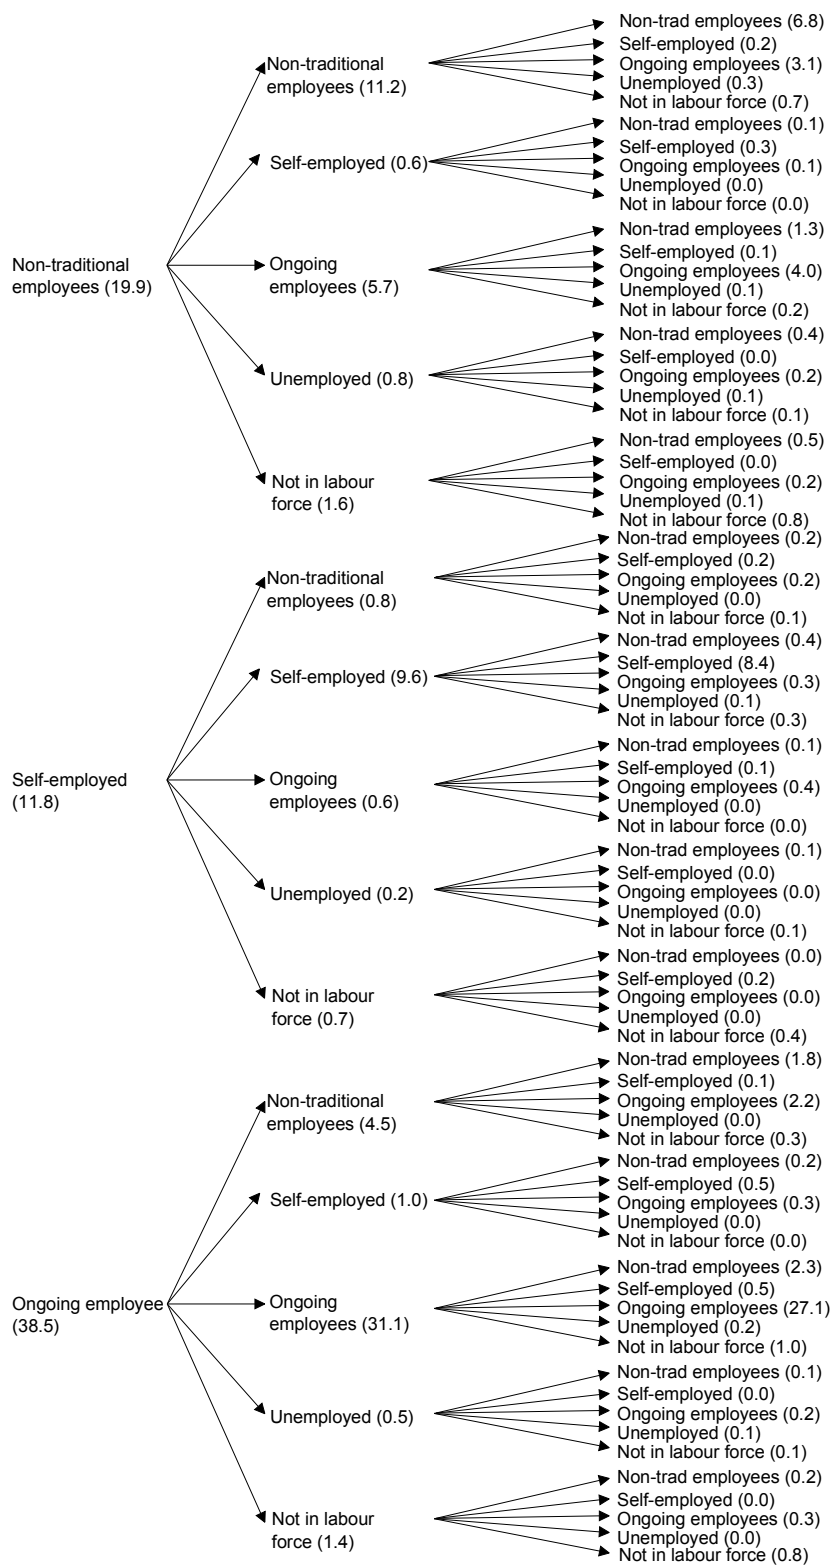 Non-traditional
employees (19.9)
Non-traditional
employees (11.2)
Non-trad employees (6.8)
Self-employed (0.2)
Ongoing employees (3.1)
Unemployed (0.3)
Not in labour force (0.7)
Self-employed (0.6)
Non-trad employees (0.1)
Self-employed (0.3)
Ongoing employees (0.1)
Unemployed (0.0)
Not in labour force (0.0)
Ongoing
employees (5.7)
Non-trad employees (1.3)
Self-employed (0.1)
Ongoing employees (4.0)
Unemployed (0.1)
Not in labour force (0.2)
Unemployed (0.8)
Non-trad employees (0.4)
Self-employed (0.0)
Ongoing employees (0.2)
Unemployed (0.1)
Not in labour force (0.1)
Not in labour
force (1.6)
Non-trad employees (0.5)
Self-employed (0.0)
Ongoing employees (0.2)
Unemployed (0.1)
Not in labour force (0.8)
Self-employed
(11.8)
Non-traditional
employees (0.8)
Non-trad employees (0.2)
Self-employed (0.2)
Ongoing employees (0.2)
Unemployed (0.0)
Not in labour force (0.1)
Self-employed (9.6)
Non-trad employees (0.4)
Self-employed (8.4)
Ongoing employees (0.3)
Unemployed (0.1)
Not in labour force (0.3)
Ongoing
employees (0.6)
Non-trad employees (0.1)
Self-employed (0.1)
Ongoing employees (0.4)
Unemployed (0.0)
Not in labour force (0.0)
Unemployed (0.2)
Non-trad employees (0.1)
Self-employed (0.0)
Ongoing employees (0.0)
Unemployed (0.0)
Not in labour force (0.1)
Not in labour
force (0.7)
Non-trad employees (0.0)
Self-employed (0.2)
Ongoing employees (0.0)
Unemployed (0.0)
Not in labour force (0.4)
Ongoing employee
(38.5)
Non-traditional
employees (4.5)
Non-trad employees (1.8)
Self-employed (0.1)
Ongoing employees (2.2)
Unemployed (0.0)
Not in labour force (0.3)
Self-employed (1.0)
Non-trad employees (0.2)
Self-employed (0.5)
Ongoing employees (0.3)
Unemployed (0.0)
Not in labour force (0.0)
Ongoing
employees (31.1)
Non-trad employees (2.3)
Self-employed (0.5)
Ongoing employees (27.1)
Unemployed (0.2)
Not in labour force (1.0)
Unemployed (0.5)
Non-trad employees (0.1)
Self-employed (0.0)
Ongoing employees (0.2)
Unemployed (0.1)
Not in labour force (0.1)
Not in labour
force (1.4)
Non-trad employees (0.2)
Self-employed (0.0)
Ongoing employees (0.3)
Unemployed (0.0)
Not in labour force (0.8)